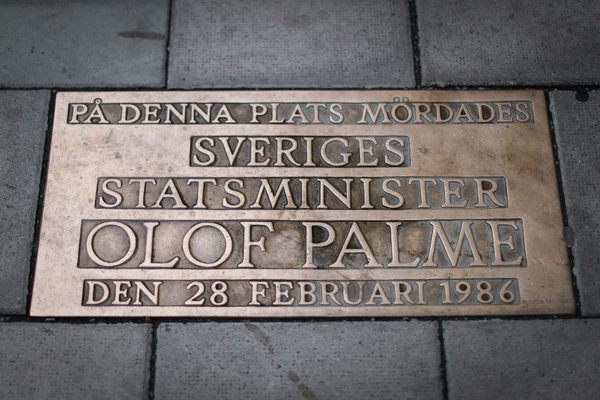 PÅ DENNA PLATS MÖRDADES
SVERIGES
STATSMINISTER
OLOF PALME
DEN 28 FEBRUARI 1986